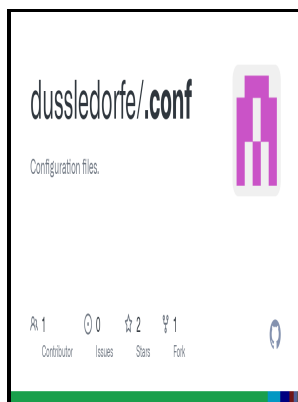 dussledorfe/.conf
Configuration files.
1 0 2 1
Contributor Issues Stars Fork